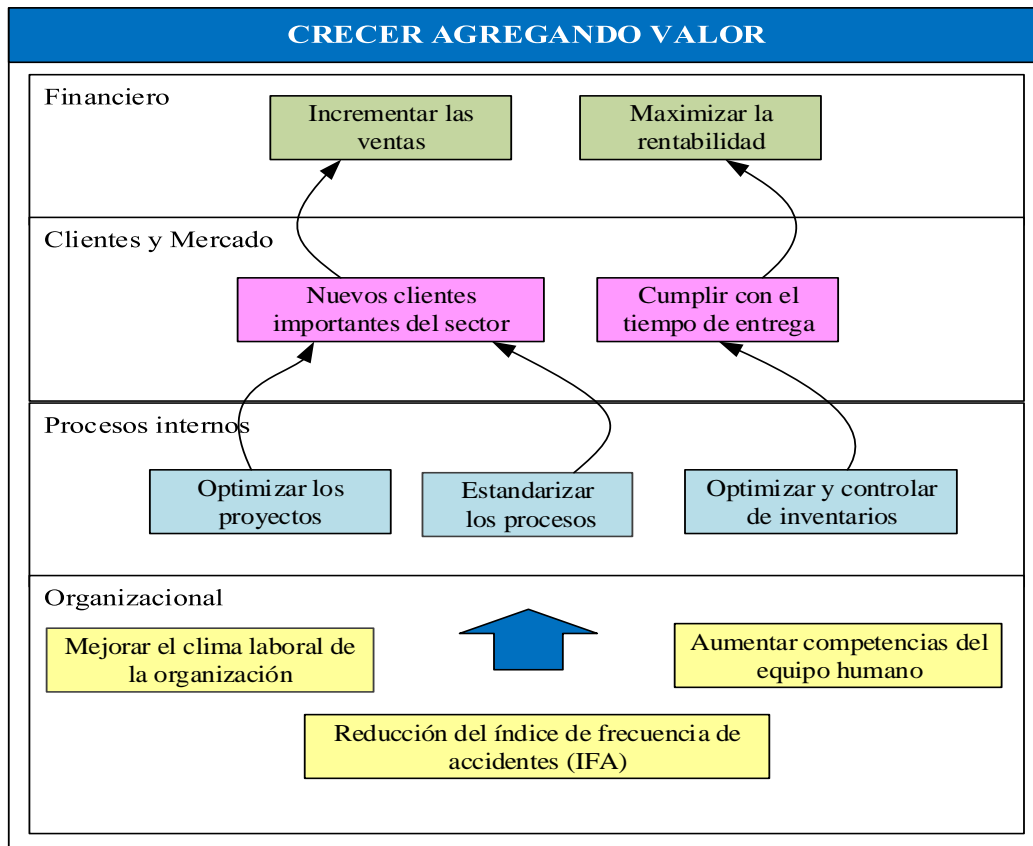 CRECER AGREGANDO VALOR
Financiero
Incrementar las
ventas
Maximizar la
rentabilidad
Clientes y Mercado
Nuevos clientes
importantes del sector
Cumplir con el
tiempo de entrega
Procesos internos
Optimizar los
proyectos
Estandarizar
los procesos
Optimizar y controlar
de inventarios
Organizacional
Mejorar el clima laboral de
la organización
Aumentar competencias del
equipo humano
Reducción del índice de frecuencia de
accidentes (IFA)